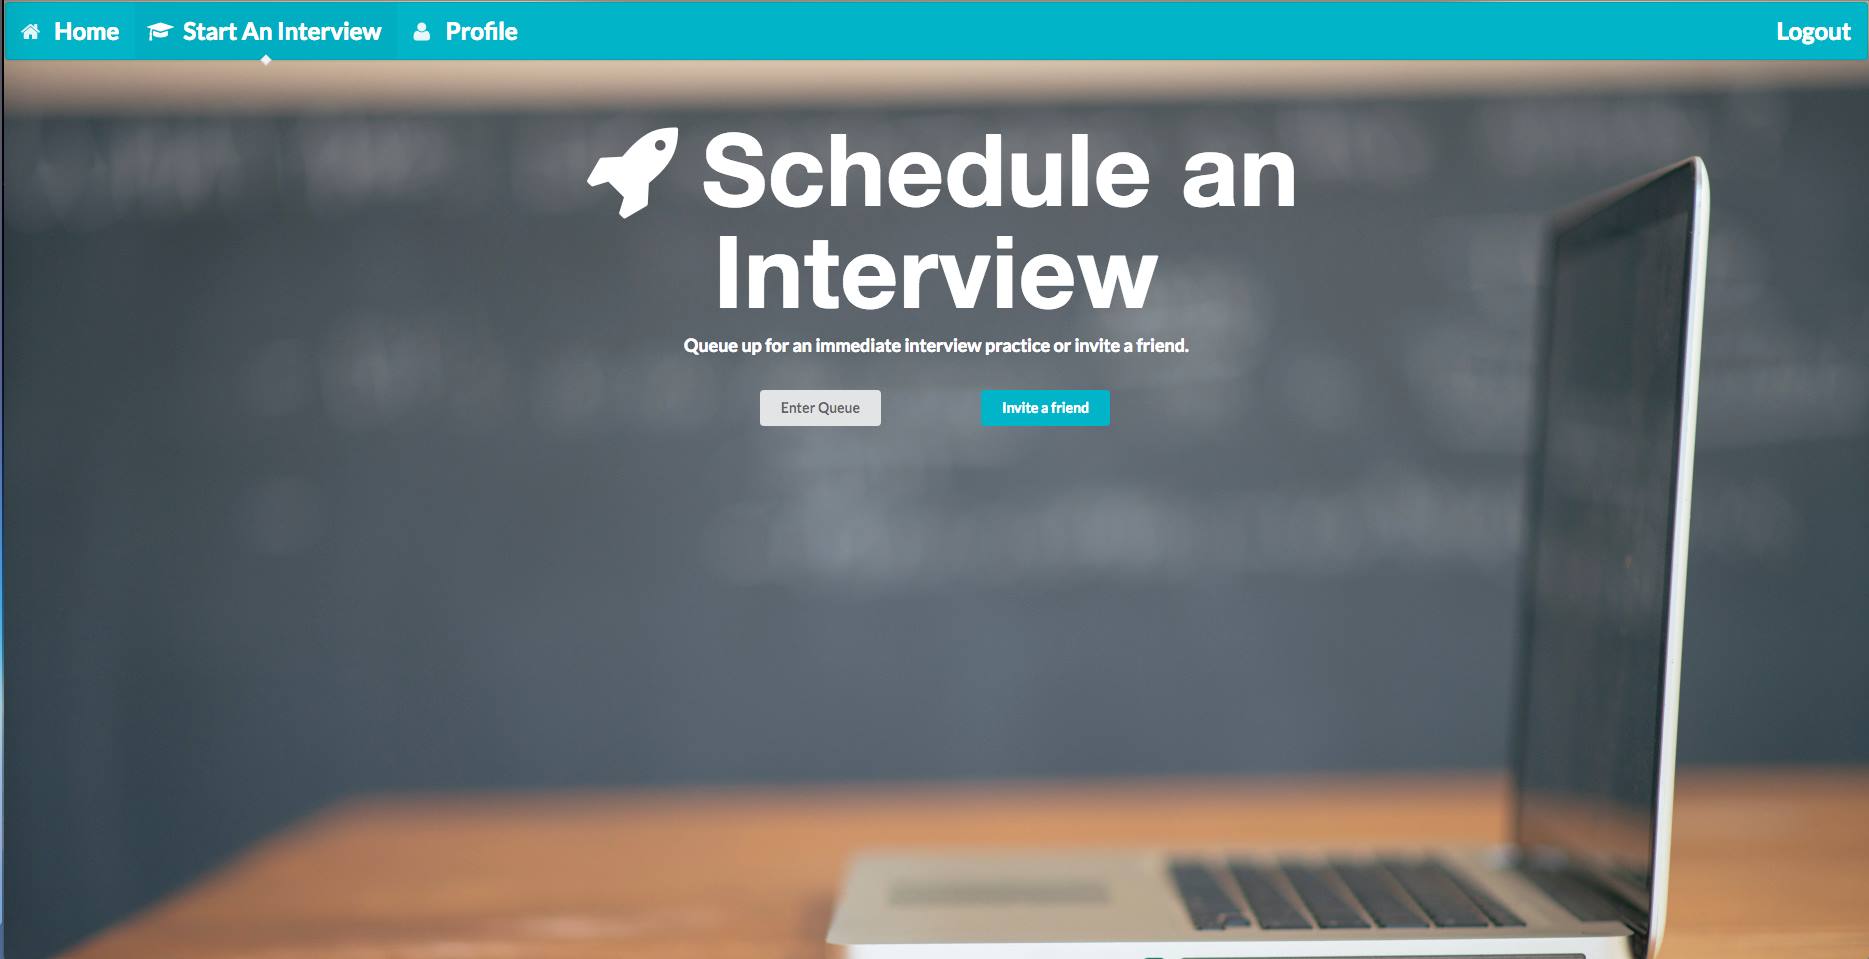 Home Start An Interview Profile Logout
Schedule an
Interview
Queue up for an immediate interview practice or invite a friend.
Enter Queue Invite a friend